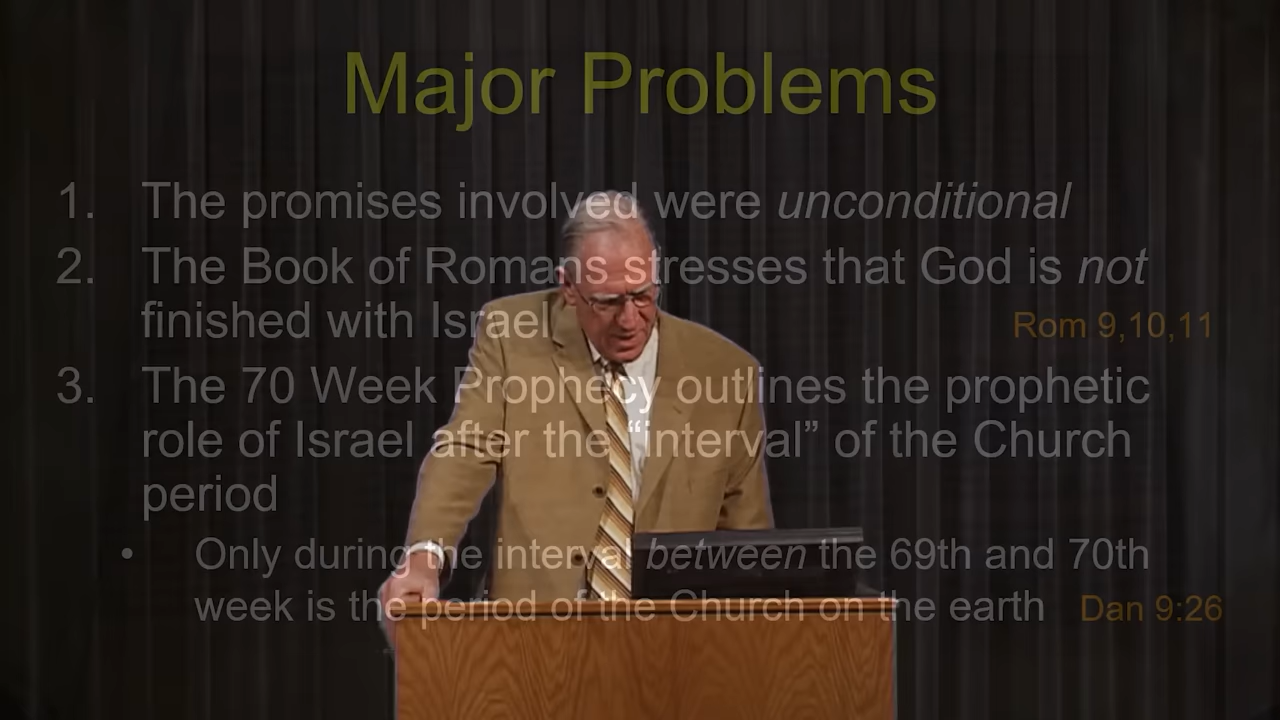 Major Problems
1. The promises involved were unconditional
2. The Book of Romans stresses that God is not
finished with Israel Rom 9,10,11
3. The 70 Week Prophecy outlines the prophetic
role of Israel after the “interval” of the Church
period
• Only during the interval between the 69th and 70th
week is the period of the Church on the earth Dan 9:26